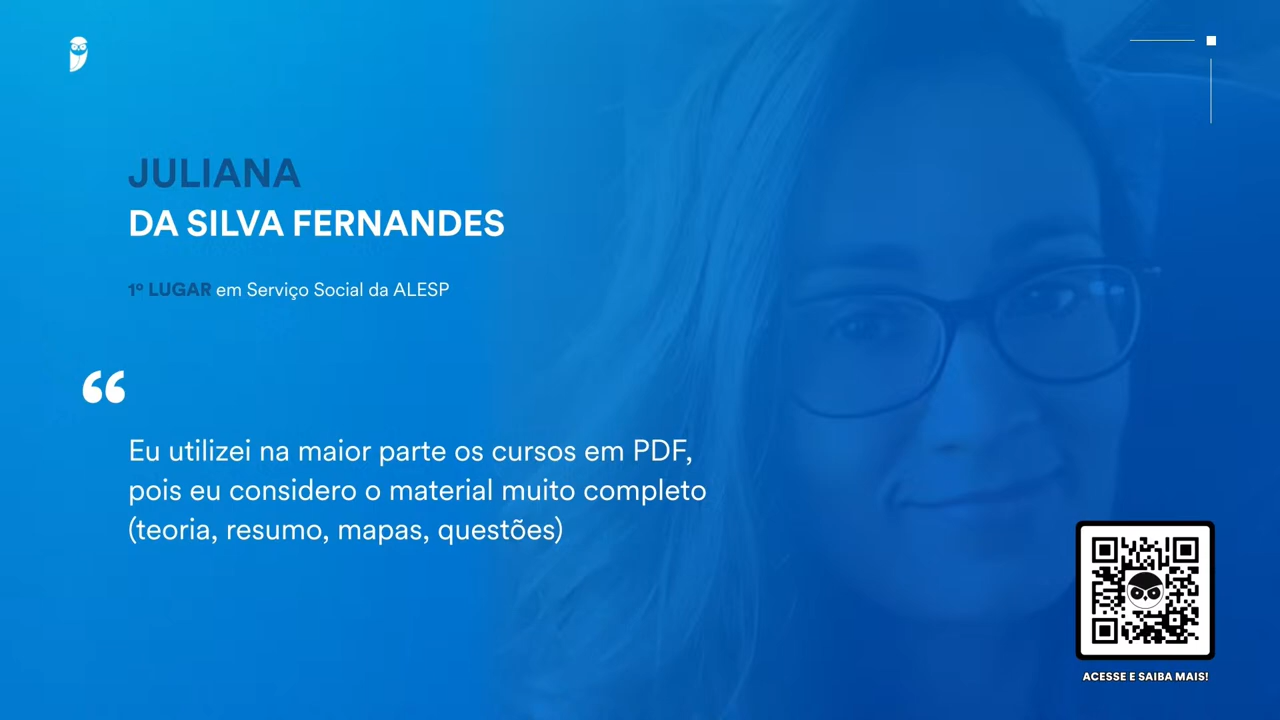 JULIANA
DA SILVA FERNANDES
1º LUGAR em Serviço Social da ALESP
“
Eu utilizei na maior parte os cursos em PDF,
pois eu considero o material muito completo
(teoria, resumo, mapas, questões)
ACESSE E SAIBA MAIS!